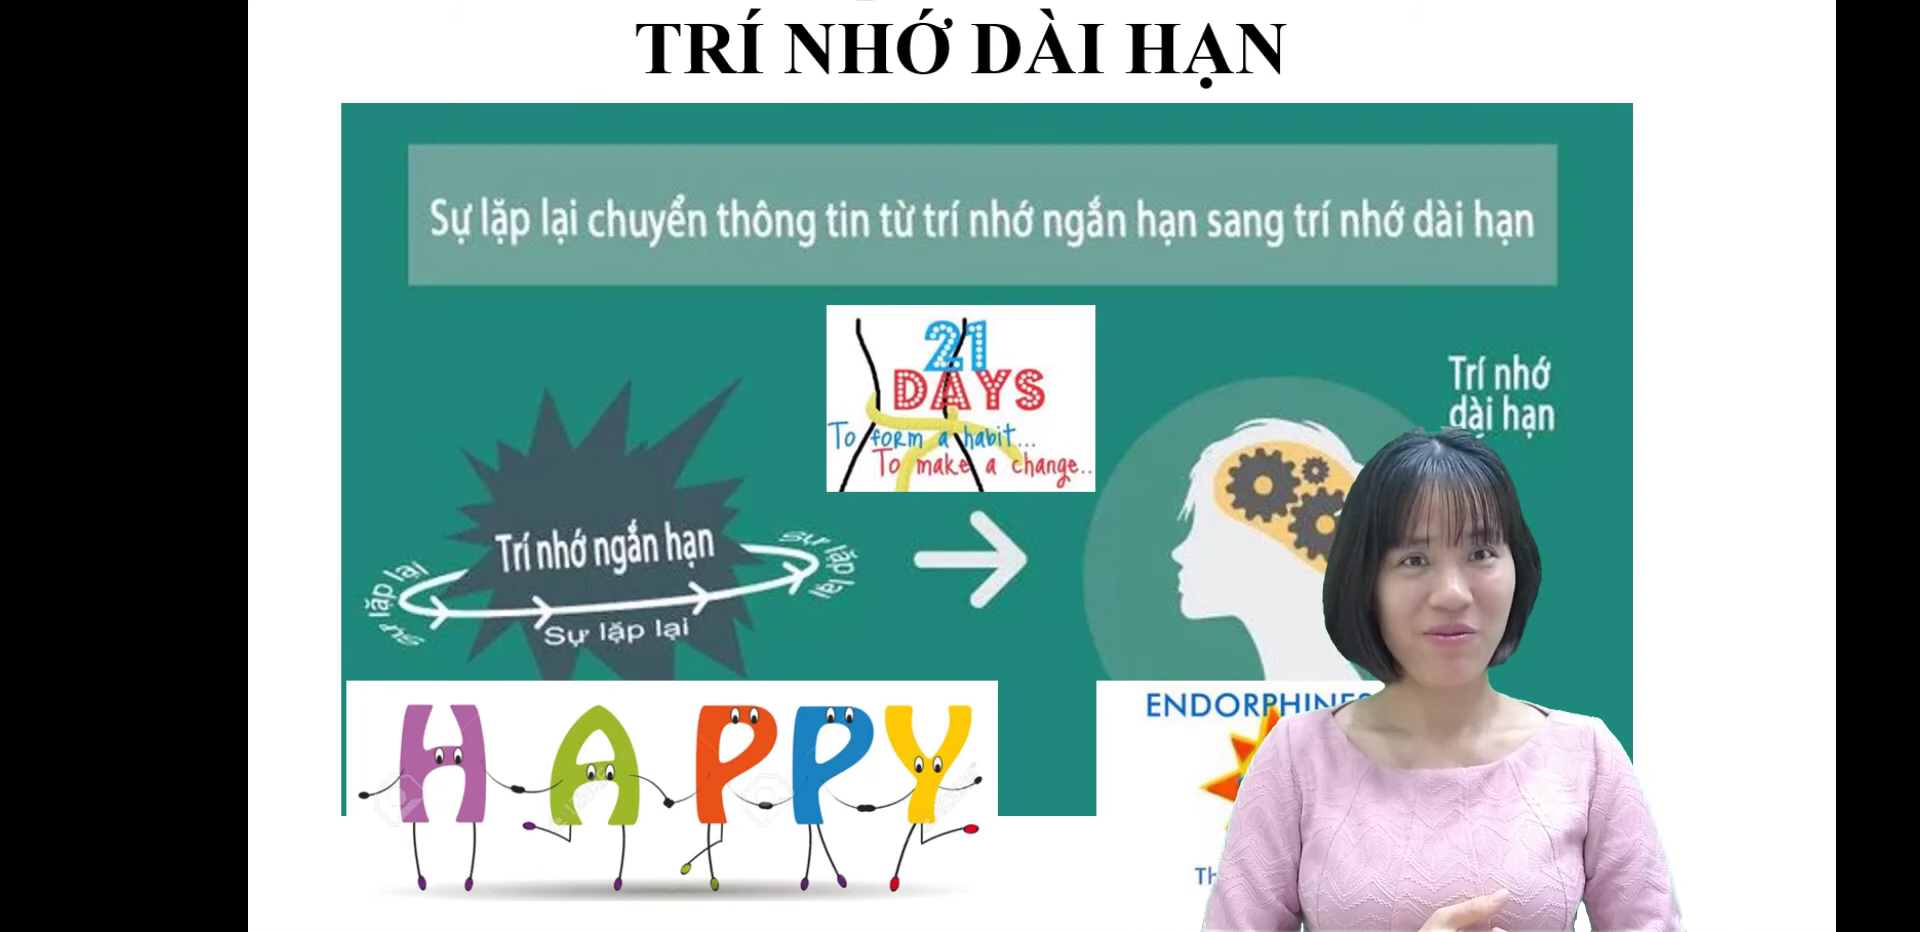 TRÍ NHỚ DÀI HẠN
Sự lặp lại chuyển thông tin từ trí nhớ ngắn hạn sang trí nhớ dài hạn
21
DAYS
To form a habit...
To make a change..
Trí nhớ
dài hạn
Trí nhớ ngắn hạn
sự lặp lại
sự lặp lại
Sự lặp lại
HAPPY
ENDORPHINES